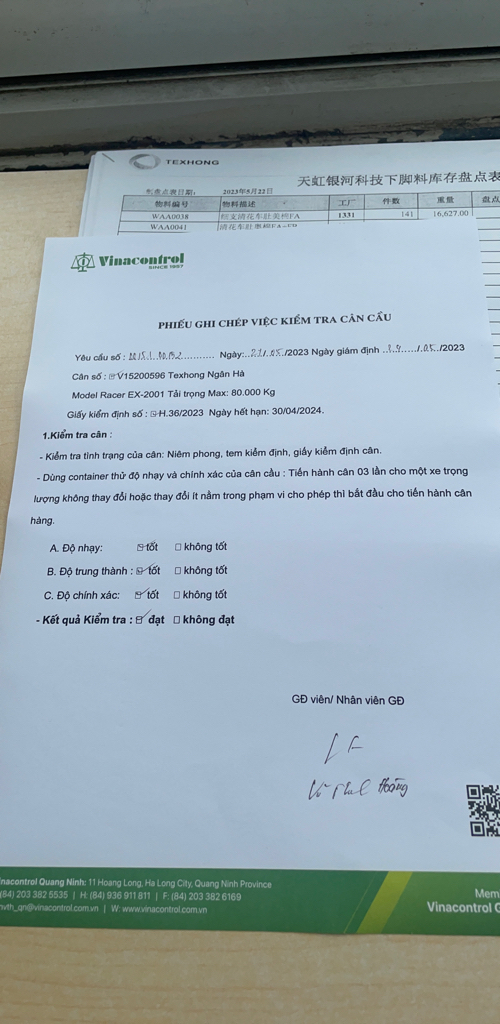 TEXHONG
天虹银河科技下脚料库存盘点表
2023年5月22日
物料编号 物料描述 工厂 件数 重量 盘点
WAA0038 1331 141 16,627.00
WAA0041
Vinacontrol
SINCE 1957
PHIẾU GHI CHÉP VIỆC KIỂM TRA CÂN CẨU
Yêu cầu số : ........... Ngày:../.05./2023 Ngày giám định ......./.05./2023
Cân số : V15200596 Texhong Ngân Hà
Model Racer EX-2001 Tải trọng Max: 80.000 Kg
Giấy kiểm định số : H.36/2023 Ngày hết hạn: 30/04/2024.
1.Kiểm tra cân :
- Kiểm tra tình trạng của cân: Niêm phong, tem kiểm định, giấy kiểm định cân.
- Dùng container thử độ nhạy và chính xác của cân cầu : Tiến hành cân 03 lần cho một xe trọng
lượng không thay đổi hoặc thay đổi ít nằm trong phạm vi cho phép thì bắt đầu cho tiến hành cân
hàng.
A. Độ nhạy: ☑ tốt ☐ không tốt
B. Độ trung thành : ☑ tốt ☐ không tốt
C. Độ chính xác: ☑ tốt ☐ không tốt
- Kết quả Kiểm tra : ☑ đạt ☐ không đạt
GĐ viên/ Nhân viên GĐ
Hoàng
Vinacontrol Quang Ninh: 11 Hoang Long, Ha Long City, Quang Ninh Province
(84) 203 382 5535 | H: (84) 936 911 811 | F: (84) 203 382 6169
nvth_qn@vinacontrol.com.vn | W: www.vinacontrol.com.vn
Mem
Vinacontrol G